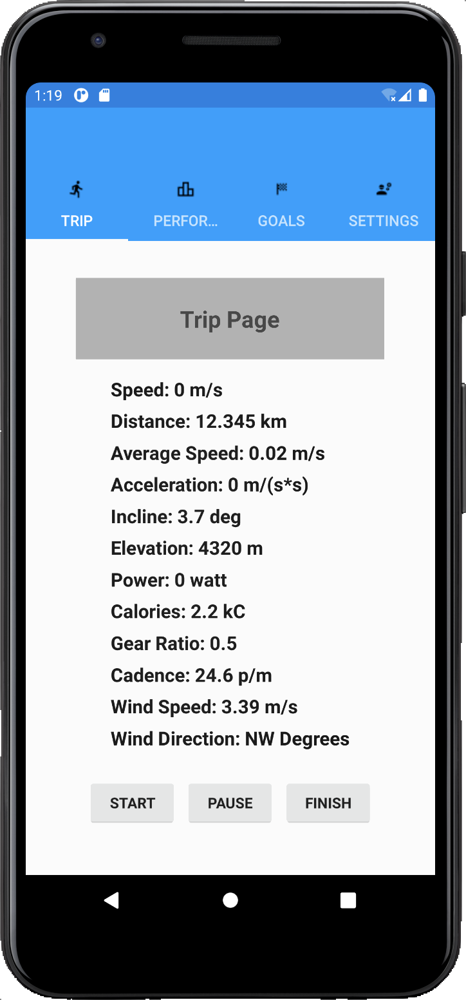 1:19
TRIP
PERFOR...
GOALS
SETTINGS
Trip Page
Speed: 0 m/s
Distance: 12.345 km
Average Speed: 0.02 m/s
Acceleration: 0 m/(s*s)
Incline: 3.7 deg
Elevation: 4320 m
Power: 0 watt
Calories: 2.2 kC
Gear Ratio: 0.5
Cadence: 24.6 p/m
Wind Speed: 3.39 m/s
Wind Direction: NW Degrees
START
PAUSE
FINISH